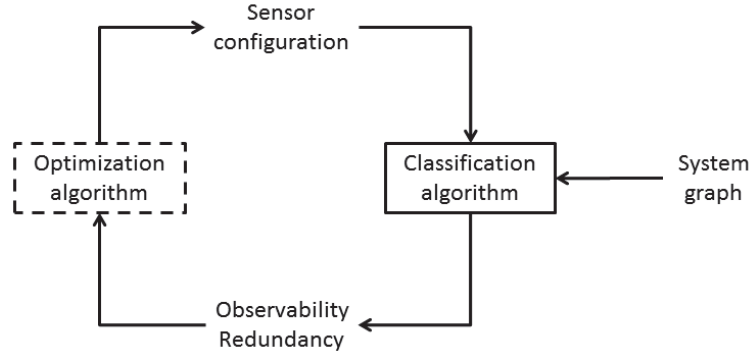 Sensor
configuration
Optimization
algorithm
Classification
algorithm
System
graph
Observability
Redundancy